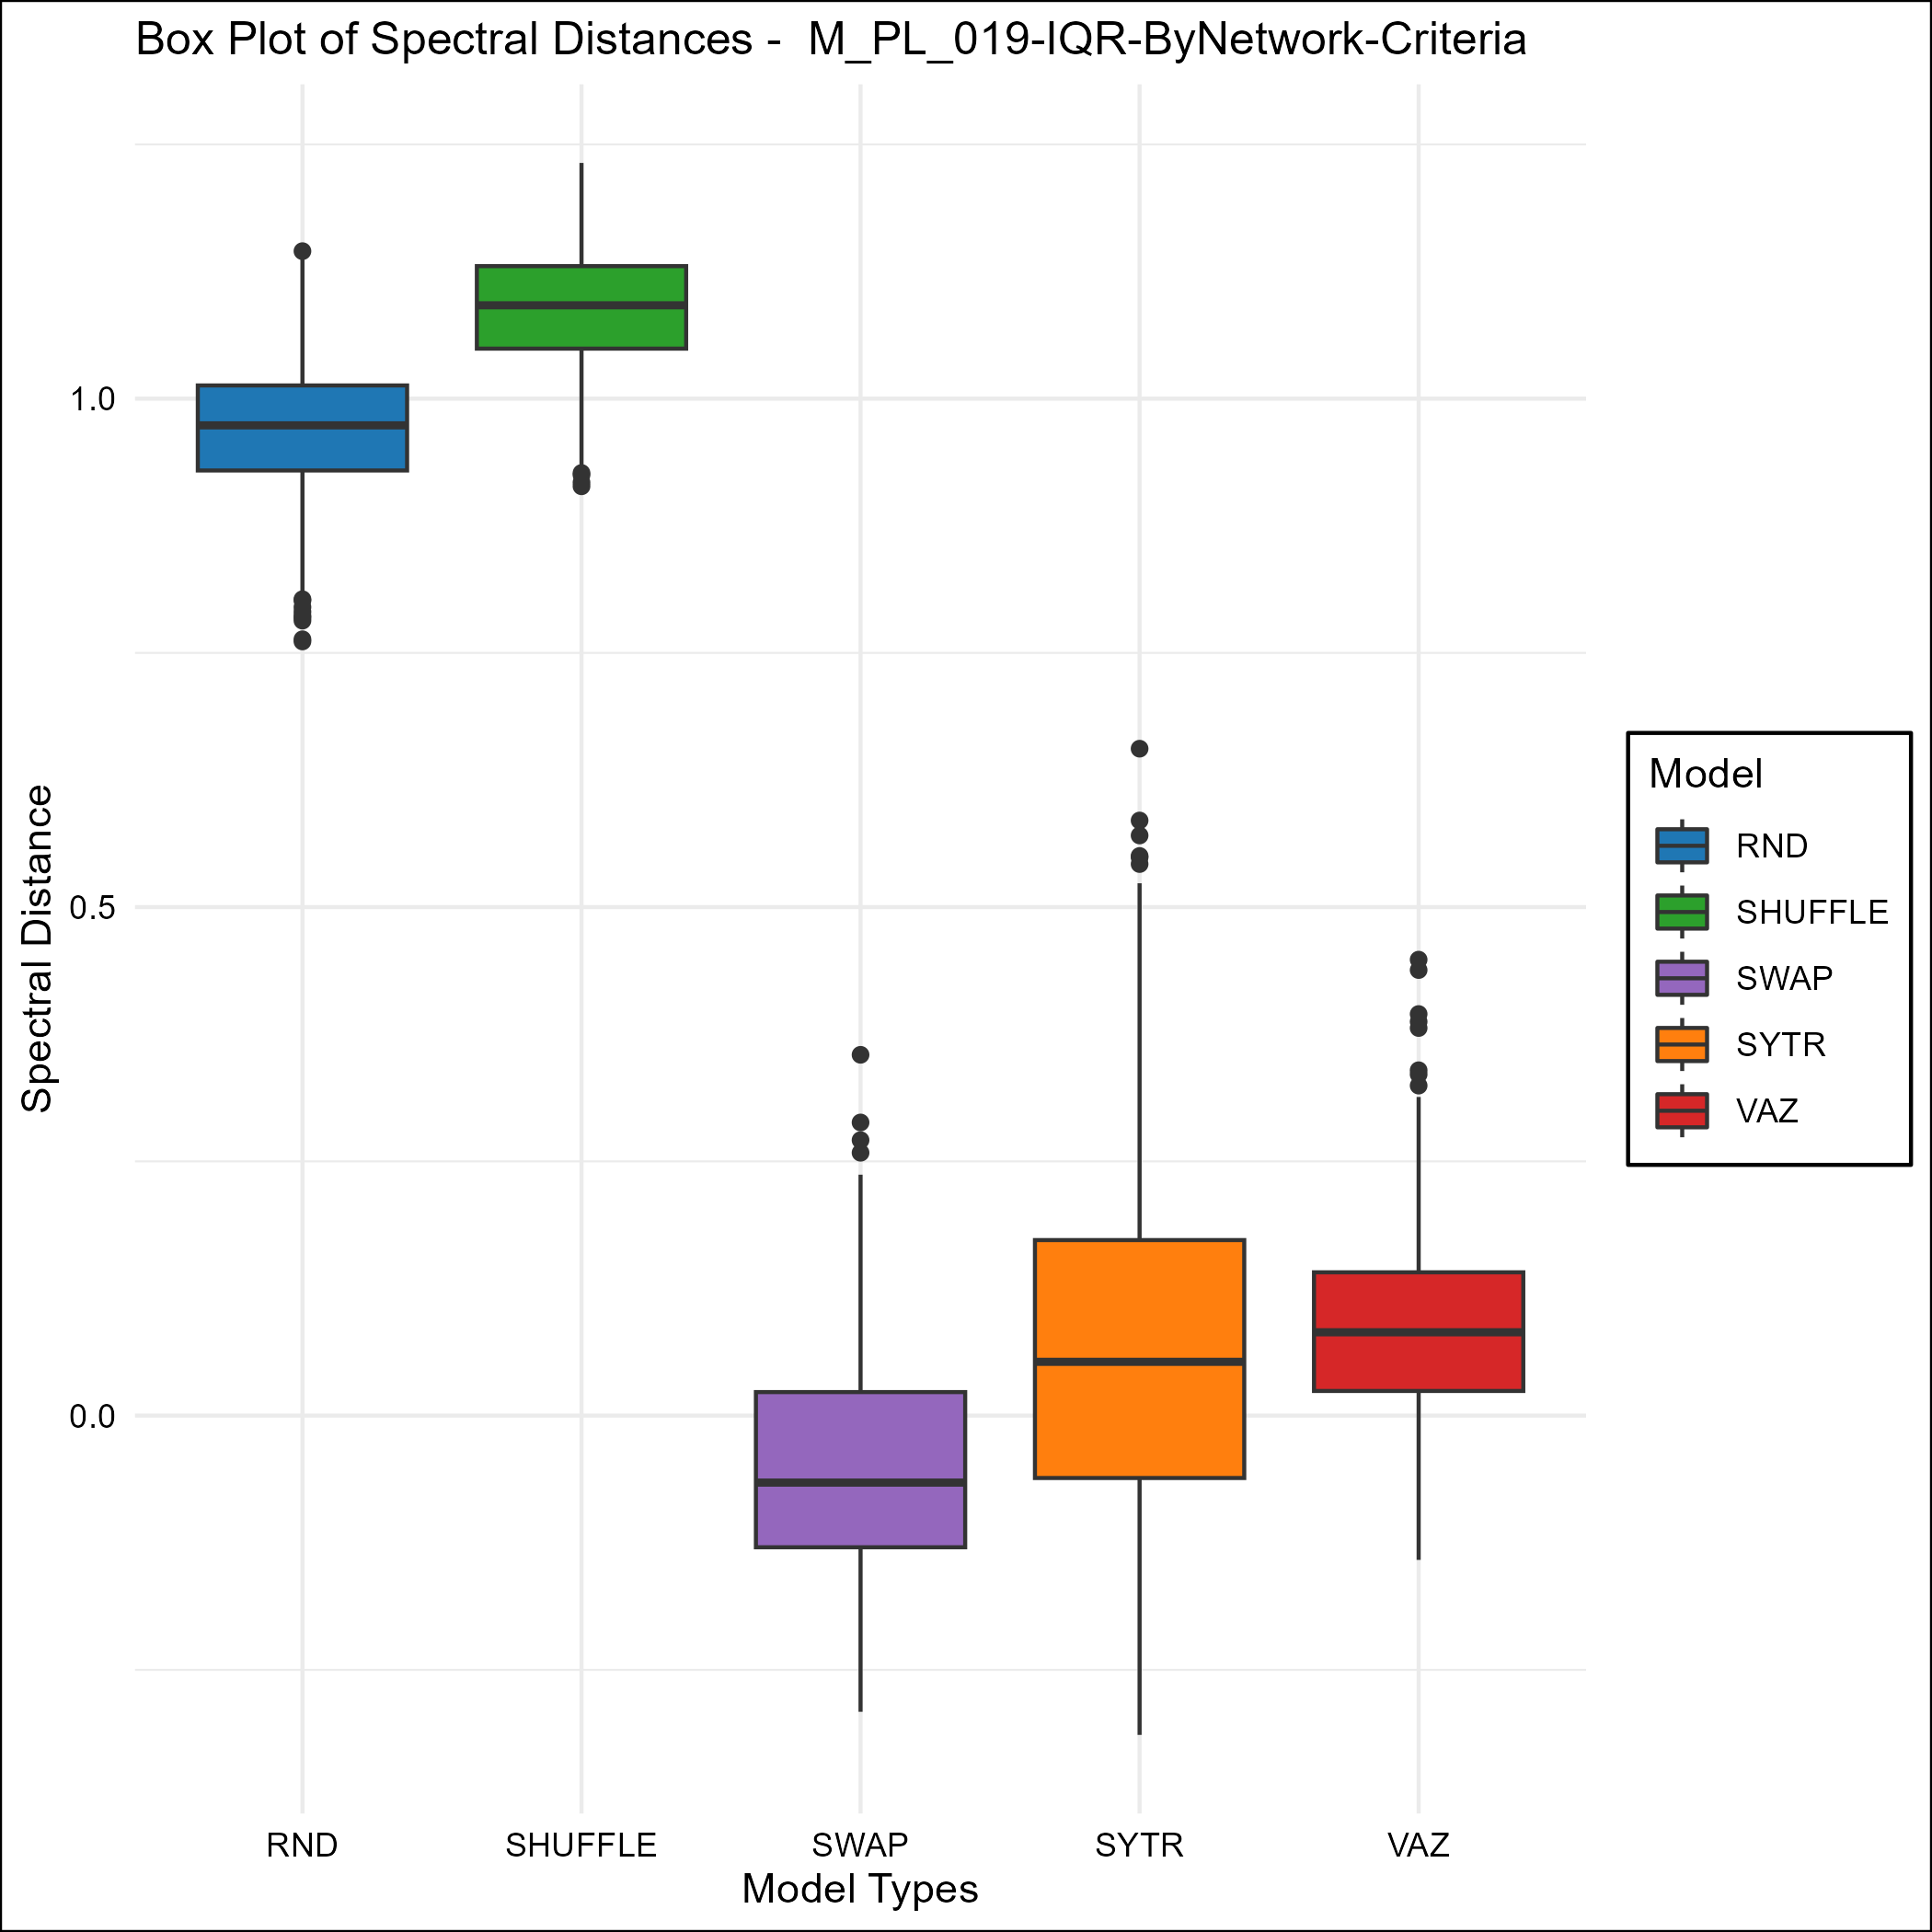 Box Plot of Spectral Distances -  M_PL_019-IQR-ByNetwork-Criteria
1.0
0.5
0.0
Spectral Distance
RND
SHUFFLE
SWAP
SYTR
VAZ
Model Types
Model
RND
SHUFFLE
SWAP
SYTR
VAZ